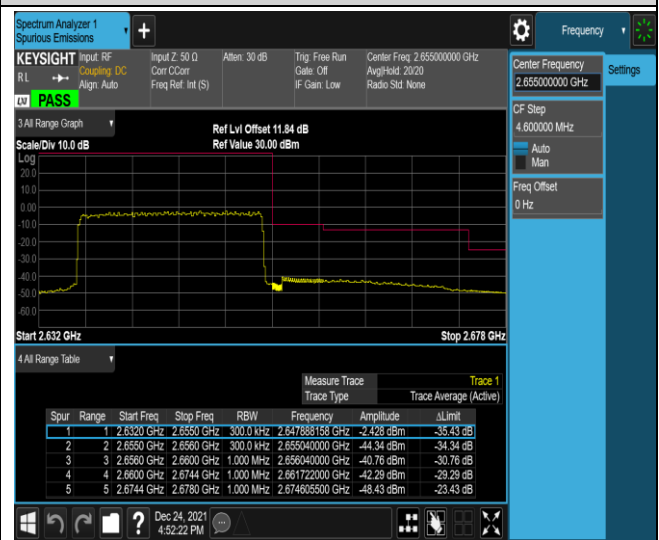 Spectrum Analyzer 1
Spurious Emissions
+
Frequency
KEYSIGHT Input: RF Input Z: 50 Ω Atten: 30 dB Trig: Free Run Center Freq: 2.655000000 GHz
RL Coupling: DC Corr CCorr Gate: Off Avg|Hold: 20/20
Align: Auto Freq Ref: Int (S) IF Gain: Low Radio Std: None
LW PASS
Center Frequency
2.655000000 GHz
Settings
CF Step
4.600000 MHz
Auto
Man
Freq Offset
0 Hz
3 All Range Graph
Ref Lvl Offset 11.84 dB
Scale/Div 10.0 dB Ref Value 30.00 dBm
Log
20.0
10.0
0.00
-10.0
-20.0
-30.0
-40.0
-50.0
-60.0
Start 2.632 GHz Stop 2.678 GHz
4 All Range Table
Measure Trace Trace 1
Trace Type Trace Average (Active)
Spur Range Start Freq Stop Freq RBW Frequency Amplitude ΔLimit
1 1 2.6320 GHz 2.6550 GHz 300.0 kHz 2.647888158 GHz -2.428 dBm -35.43 dB
2 2 2.6550 GHz 2.6560 GHz 300.0 kHz 2.655040000 GHz -44.34 dBm -34.34 dB
3 3 2.6560 GHz 2.6600 GHz 1.000 MHz 2.656040000 GHz -40.76 dBm -30.76 dB
4 4 2.6600 GHz 2.6744 GHz 1.000 MHz 2.661722000 GHz -42.29 dBm -29.29 dB
5 5 2.6744 GHz 2.6780 GHz 1.000 MHz 2.674605500 GHz -48.43 dBm -23.43 dB
?
Dec 24, 2021
4:52:22 PM